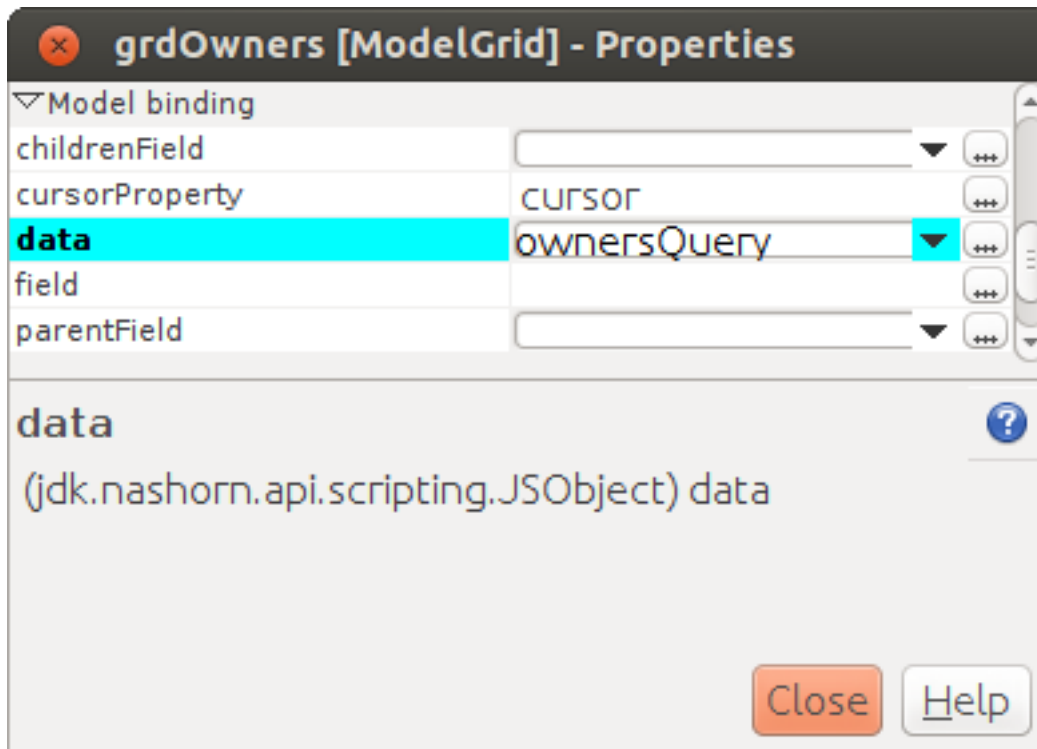 grdOwners [ModelGrid] - Properties
Model binding
childrenField
cursorProperty cursor
data ownersQuery
field
parentField
data
(jdk.nashorn.api.scripting.JSObject) data
Close Help